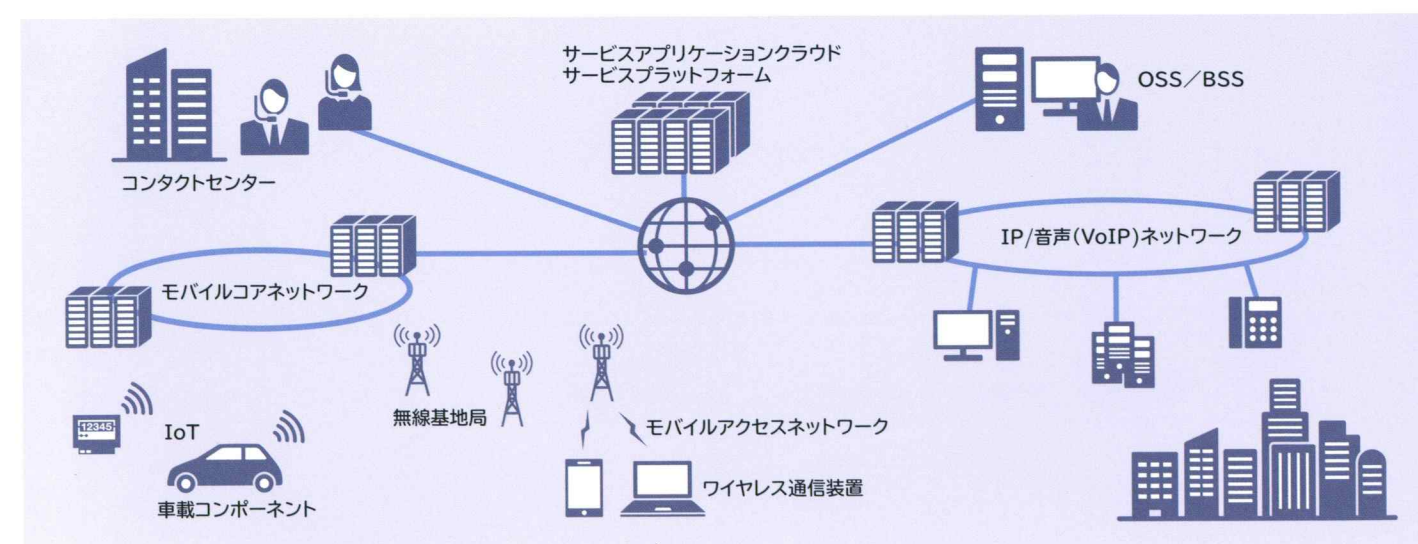 サービスアプリケーションクラウド
サービスプラットフォーム
OSS／BSS
コンタクトセンター
IP/音声(VoIP)ネットワーク
モバイルコアネットワーク
無線基地局
12345
IoT
モバイルアクセスネットワーク
ワイヤレス通信装置
車載コンポーネント